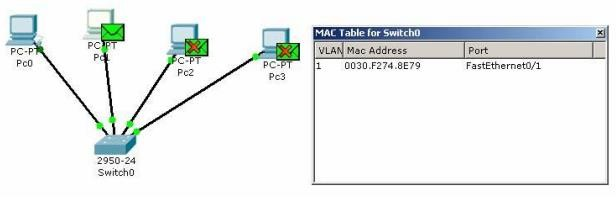 PC-PT
Pc0
PC-PT
Pc1
PC-PT
Pc2
PC-PT
Pc3
2950-24
Switch0
MAC Table for Switch0
VLAN Mac Address Port
1 0030.F274.8E79 FastEthernet0/1